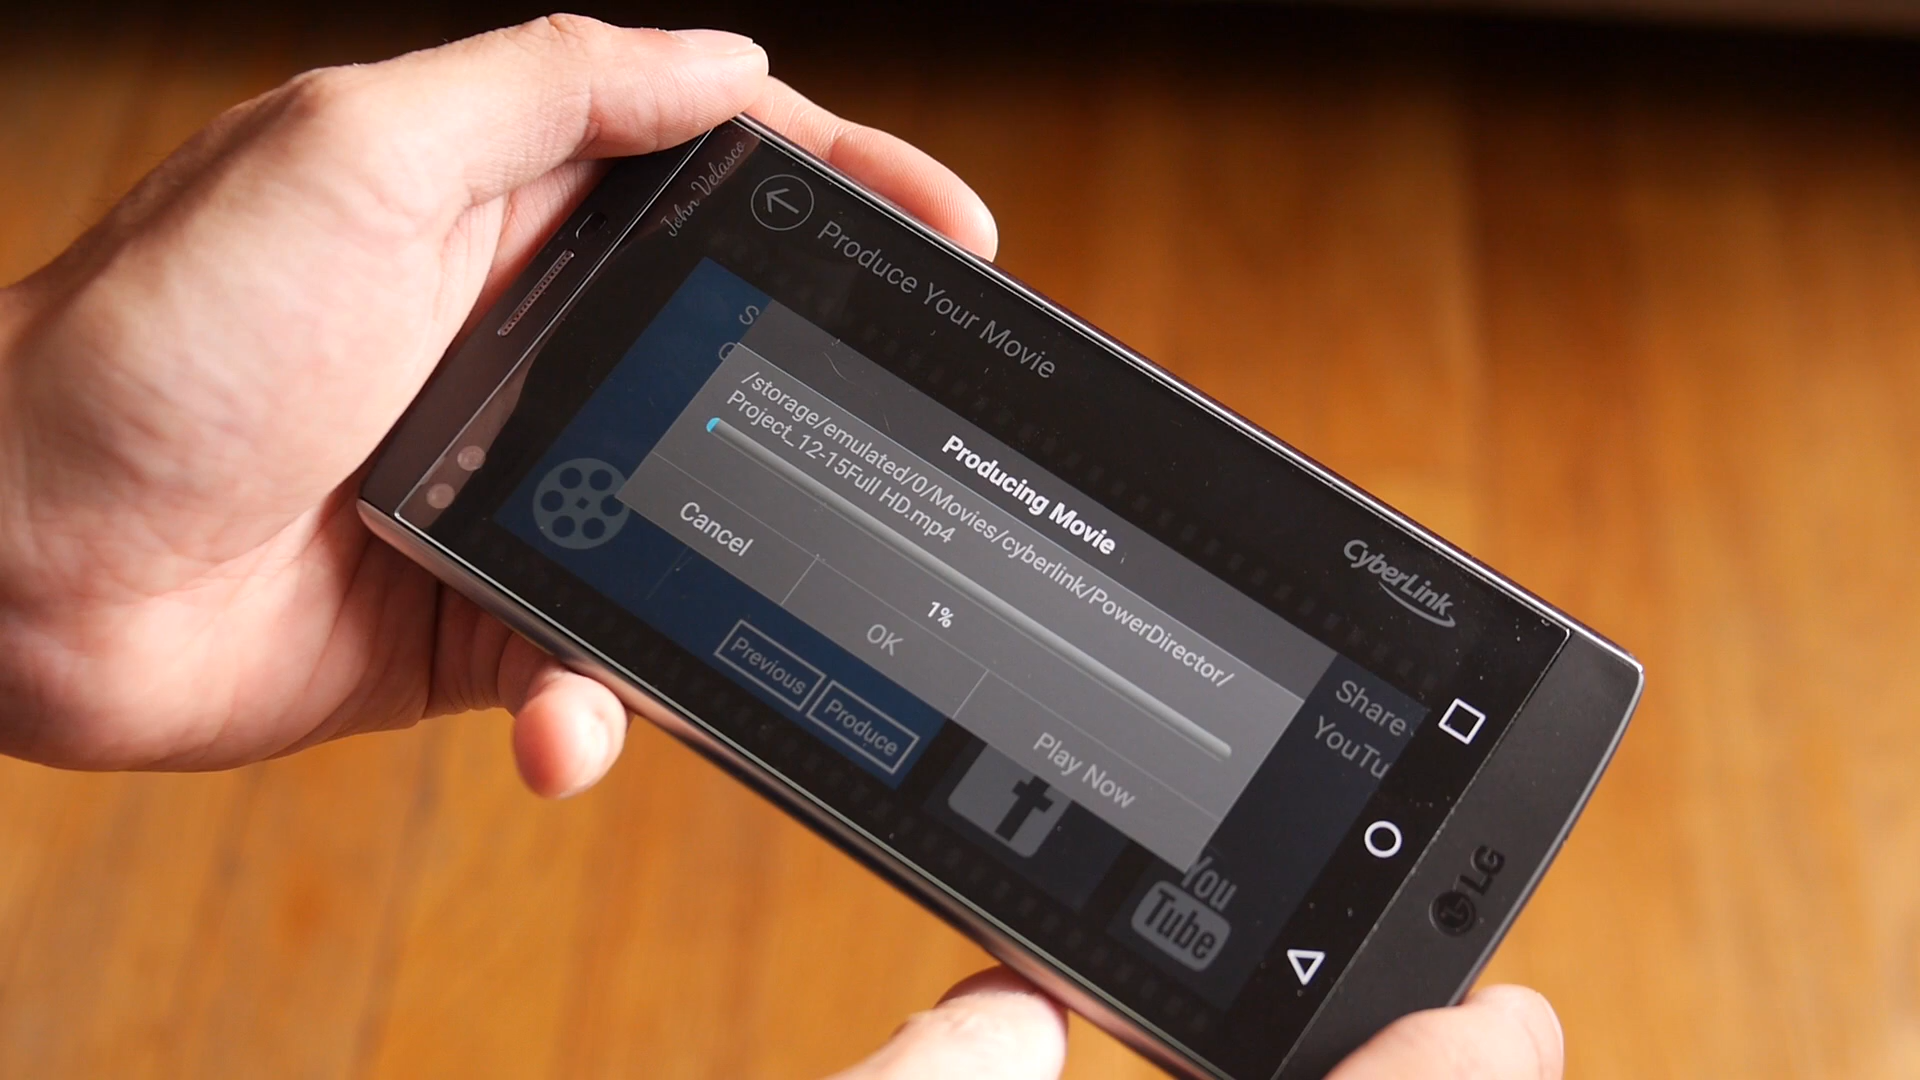 John Velasco
Produce Your Movie
CyberLink
S
Producing Movie
/storage/emulated/0/Movies/cyberlink/PowerDirector/
Project_12-15Full HD.mp4
1%
Cancel
OK
Play Now
Previous
Produce
Share
YouTu
f
You
Tube
LG